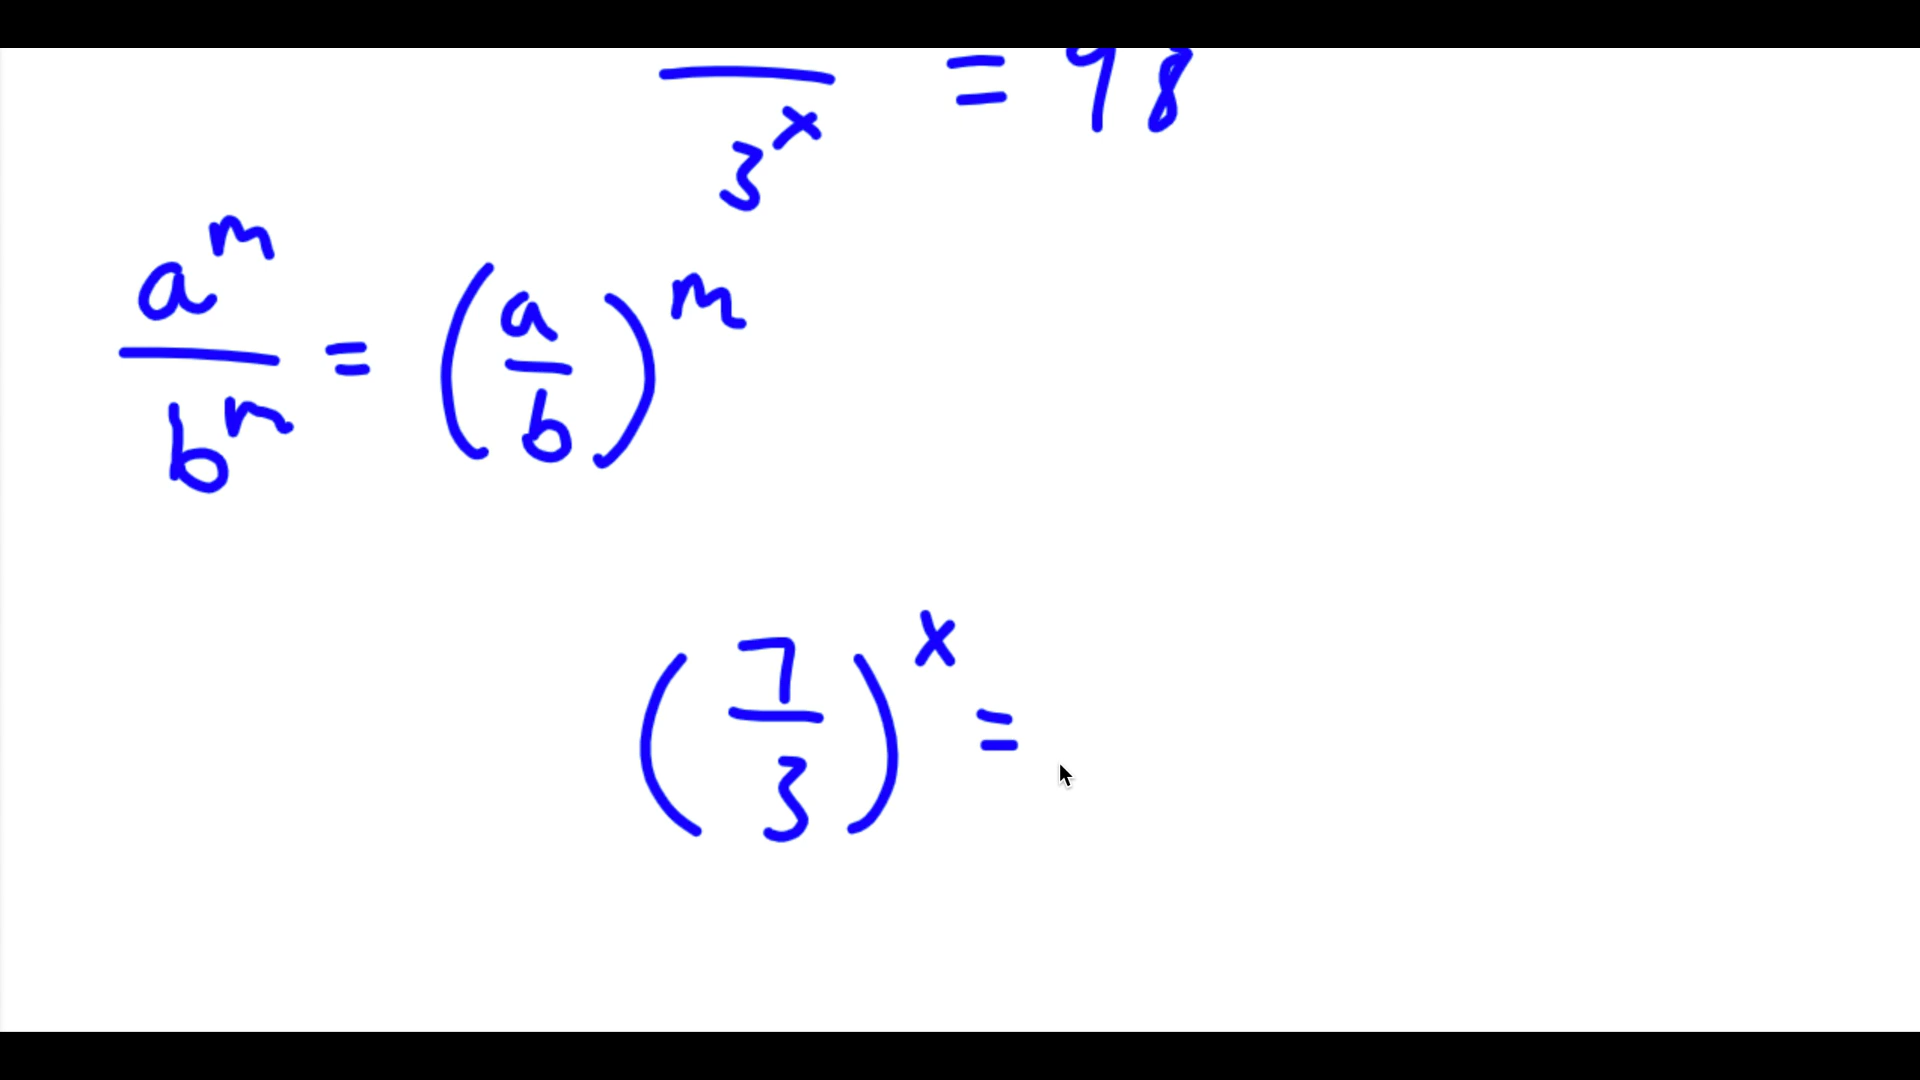 ─── = 98
3^x
a^m / b^m = (a/b)^m
(7/3)^x =